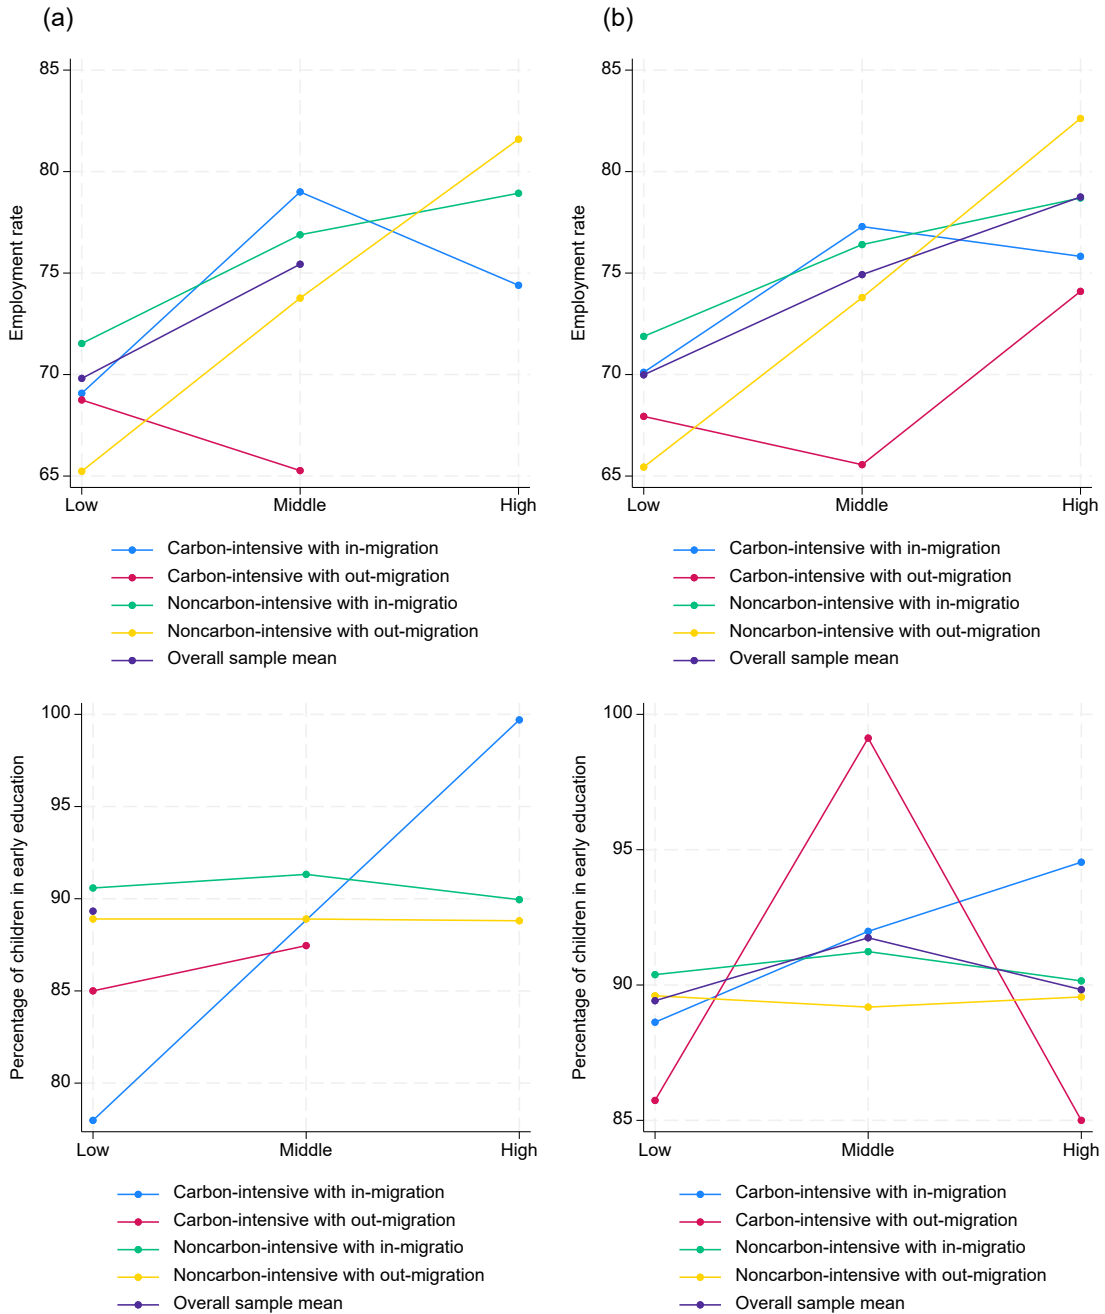 (a)
85
80
75
70
65
Employment rate
Low Middle High
Carbon-intensive with in-migration
Carbon-intensive with out-migration
Noncarbon-intensive with in-migratio
Noncarbon-intensive with out-migration
Overall sample mean
(b)
85
80
75
70
65
Employment rate
Low Middle High
Carbon-intensive with in-migration
Carbon-intensive with out-migration
Noncarbon-intensive with in-migratio
Noncarbon-intensive with out-migration
Overall sample mean
100
95
90
85
80
Percentage of children in early education
Low Middle High
Carbon-intensive with in-migration
Carbon-intensive with out-migration
Noncarbon-intensive with in-migratio
Noncarbon-intensive with out-migration
Overall sample mean
100
95
90
85
Percentage of children in early education
Low Middle High
Carbon-intensive with in-migration
Carbon-intensive with out-migration
Noncarbon-intensive with in-migratio
Noncarbon-intensive with out-migration
Overall sample mean